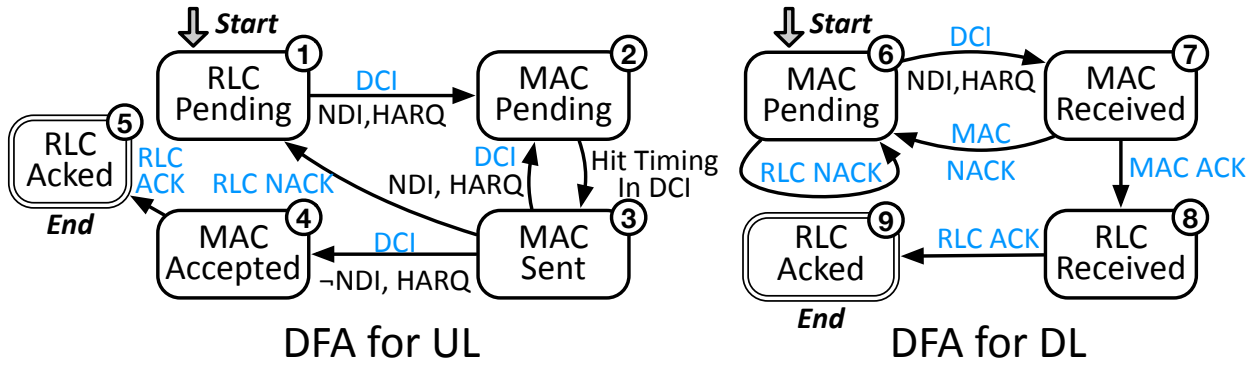 Start
1
RLC
Pending
DCI
NDI,HARQ
2
MAC
Pending
5
RLC
Acked
End
RLC
ACK
RLC NACK
DCI
NDI, HARQ
Hit Timing
In DCI
4
MAC
Accepted
DCI
¬NDI, HARQ
3
MAC
Sent
DFA for UL
Start
6
MAC
Pending
DCI
NDI,HARQ
7
MAC
Received
RLC NACK
MAC
NACK
MAC ACK
9
RLC
Acked
End
RLC ACK
8
RLC
Received
DFA for DL